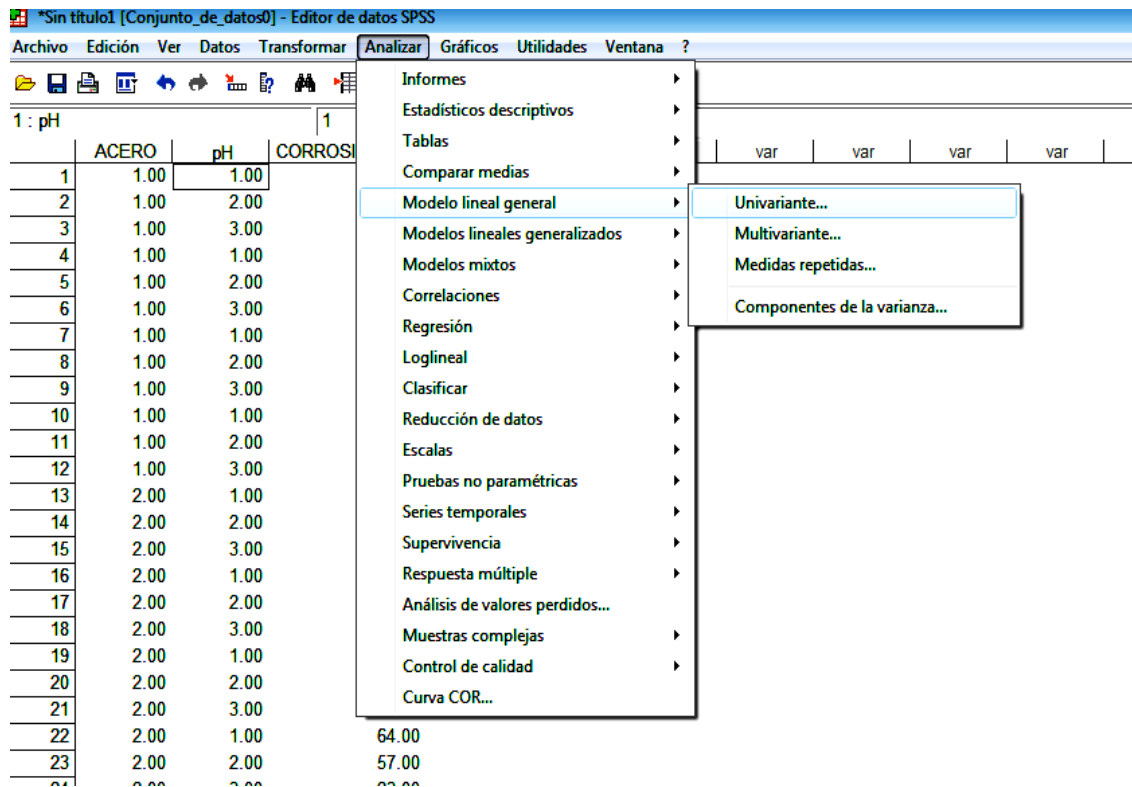 *Sin título1 [Conjunto_de_datos0] - Editor de datos SPSS
Archivo Edición Ver Datos Transformar Analizar Gráficos Utilidades Ventana ?
1 : pH 1
ACERO pH CORROSI var var var var
1 1.00 1.00
2 1.00 2.00
3 1.00 3.00
4 1.00 1.00
5 1.00 2.00
6 1.00 3.00
7 1.00 1.00
8 1.00 2.00
9 1.00 3.00
10 1.00 1.00
11 1.00 2.00
12 1.00 3.00
13 2.00 1.00
14 2.00 2.00
15 2.00 3.00
16 2.00 1.00
17 2.00 2.00
18 2.00 3.00
19 2.00 1.00
20 2.00 2.00
21 2.00 3.00
22 2.00 1.00 64.00
23 2.00 2.00 57.00
Informes
Estadísticos descriptivos
Tablas
Comparar medias
Modelo lineal general
Modelos lineales generalizados
Modelos mixtos
Correlaciones
Regresión
Loglineal
Clasificar
Reducción de datos
Escalas
Pruebas no paramétricas
Series temporales
Supervivencia
Respuesta múltiple
Análisis de valores perdidos...
Muestras complejas
Control de calidad
Curva COR...
Univariante...
Multivariante...
Medidas repetidas...
Componentes de la varianza...